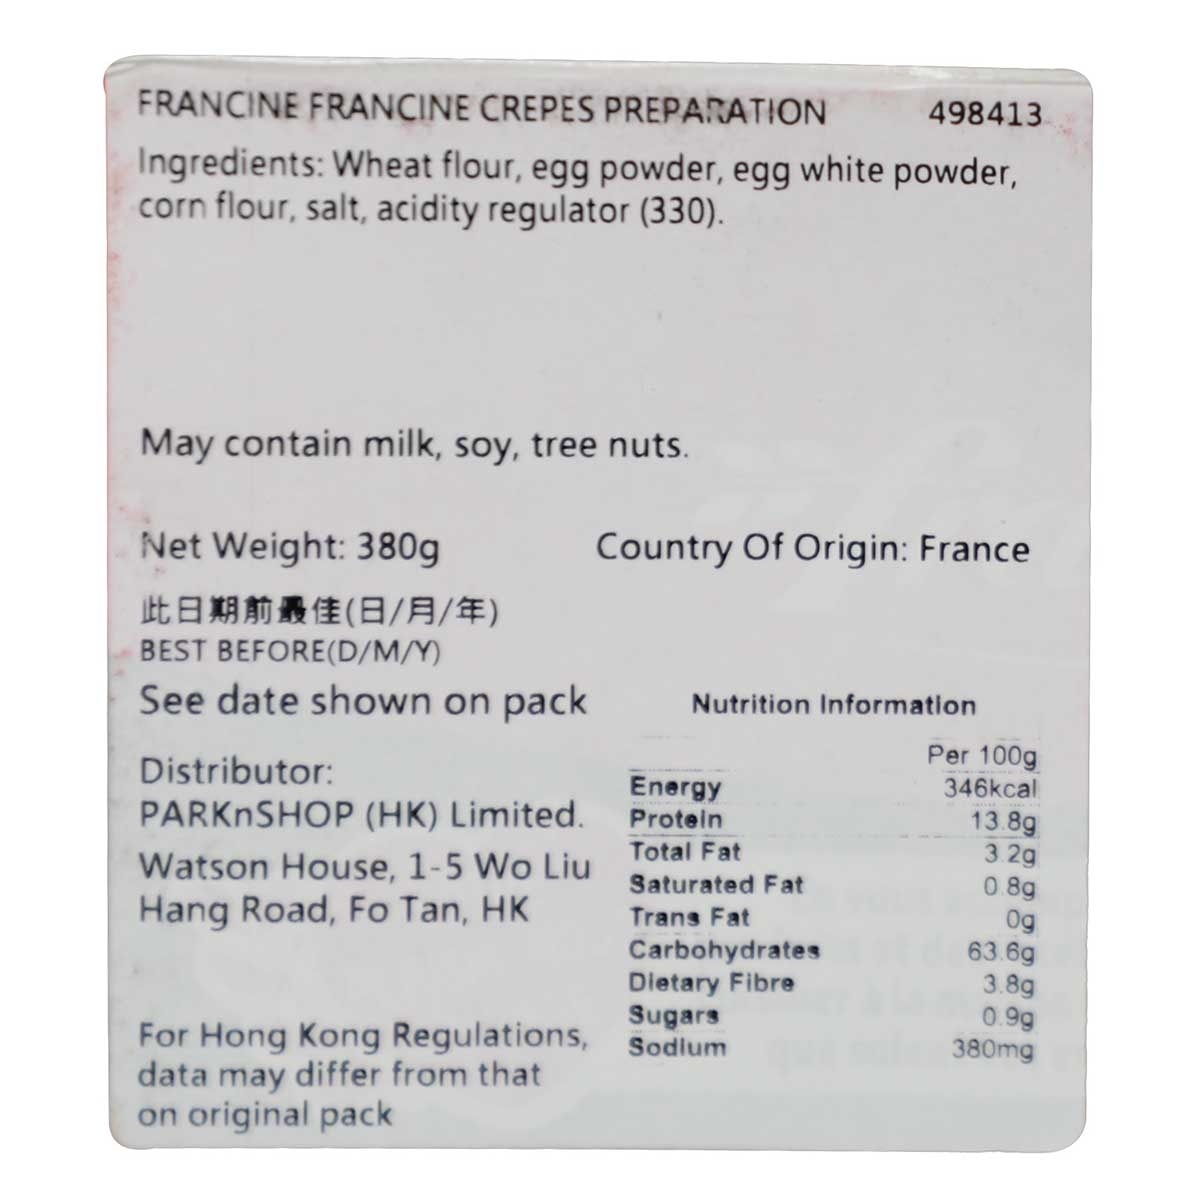 FRANCINE FRANCINE CREPES PREPARATION 498413
Ingredients: Wheat flour, egg powder, egg white powder,
corn flour, salt, acidity regulator (330).
May contain milk, soy, tree nuts.
Net Weight: 380g Country Of Origin: France
此日期前最佳(日/月/年)
BEST BEFORE(D/M/Y)
See date shown on pack
Distributor:
PARKnSHOP (HK) Limited.
Watson House, 1-5 Wo Liu
Hang Road, Fo Tan, HK
For Hong Kong Regulations,
data may differ from that
on original pack
Nutrition Information
Per 100g
Energy 346kcal
Protein 13.8g
Total Fat 3.2g
Saturated Fat 0.8g
Trans Fat 0g
Carbohydrates 63.6g
Dietary Fibre 3.8g
Sugars 0.9g
Sodium 380mg